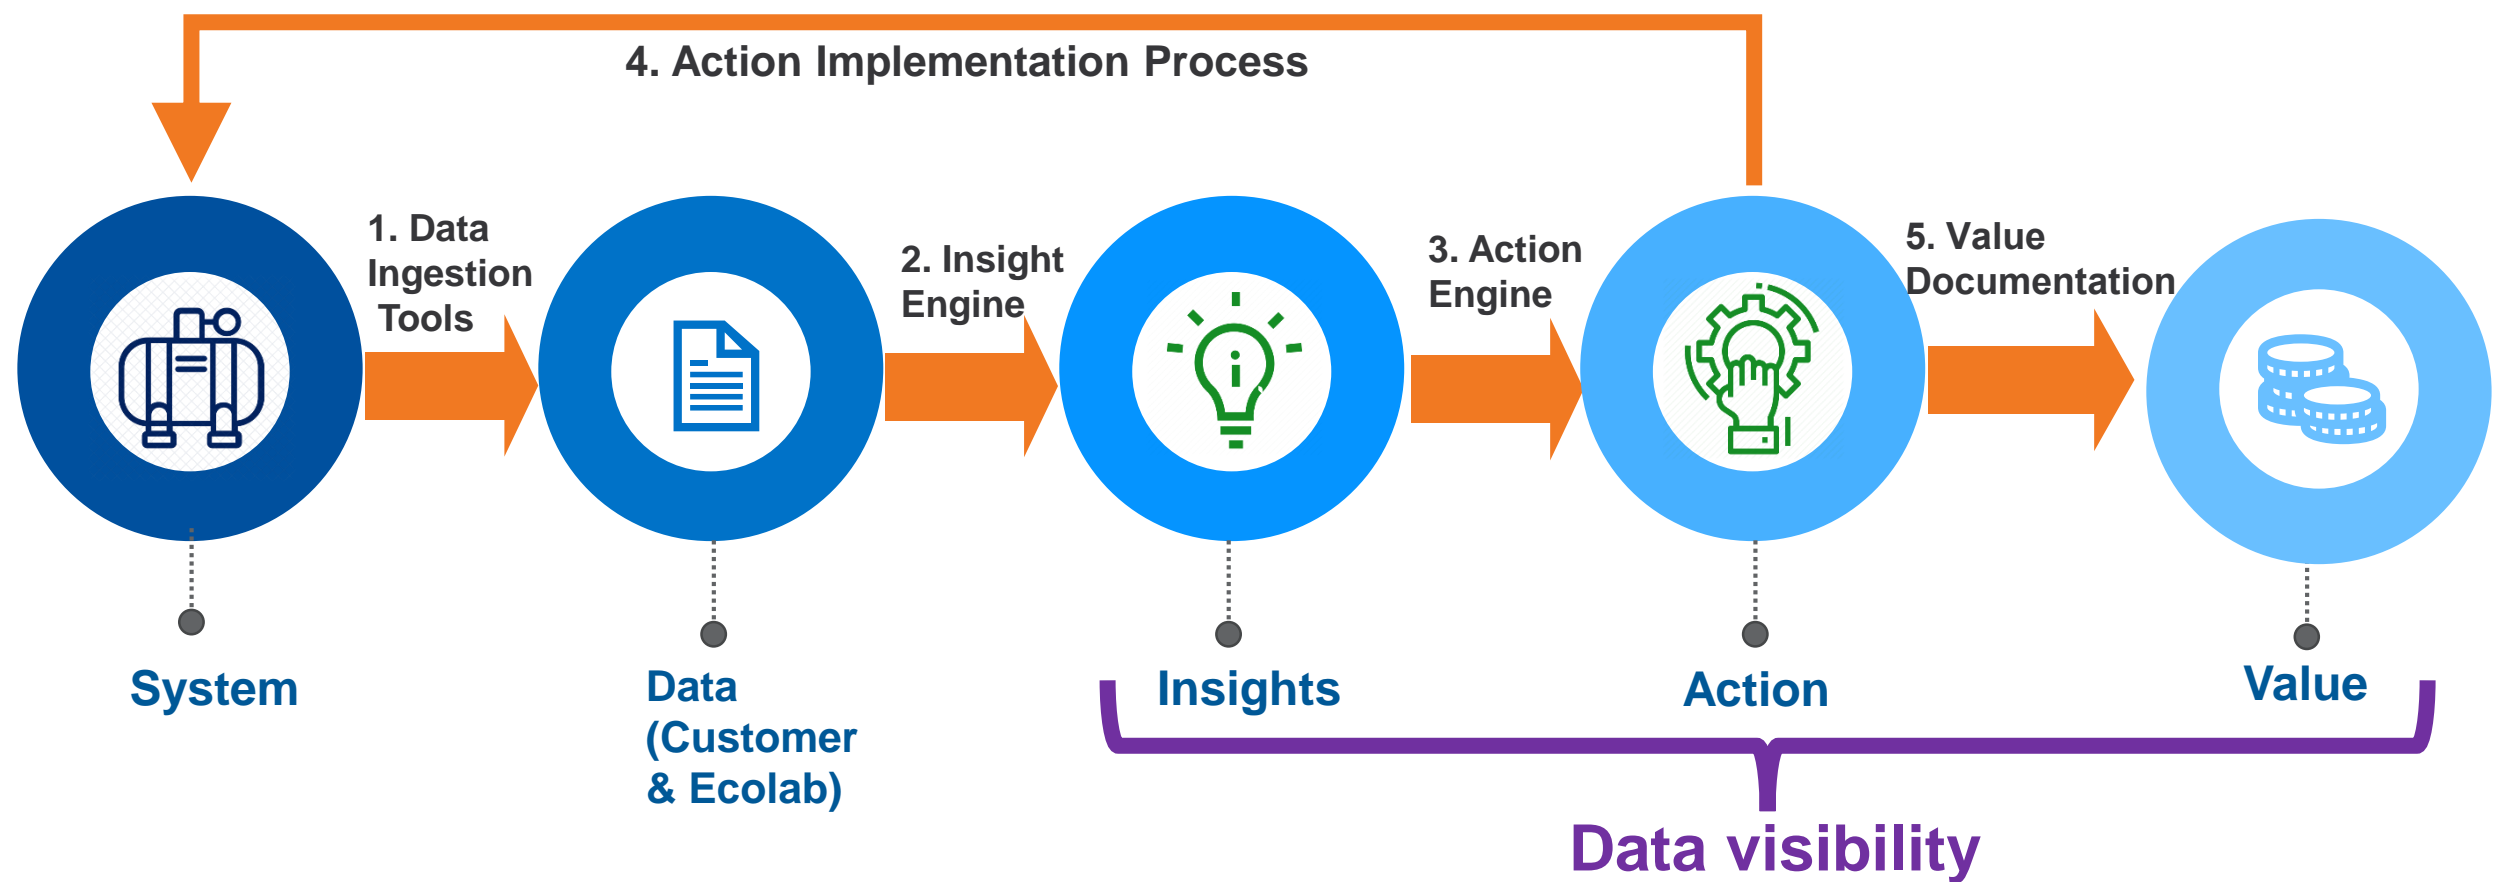 4. Action Implementation Process
1. Data
Ingestion
Tools
2. Insight
Engine
3. Action
Engine
5. Value
Documentation
System
Data
(Customer
& Ecolab)
Insights
Action
Value
Data visibility